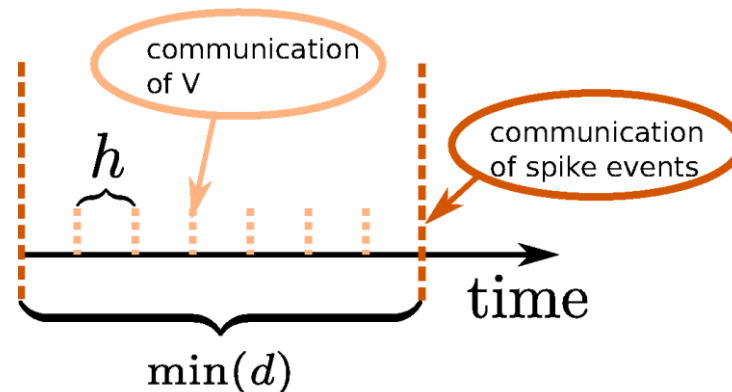 communication
of V
communication
of spike events
h
time
min(d)